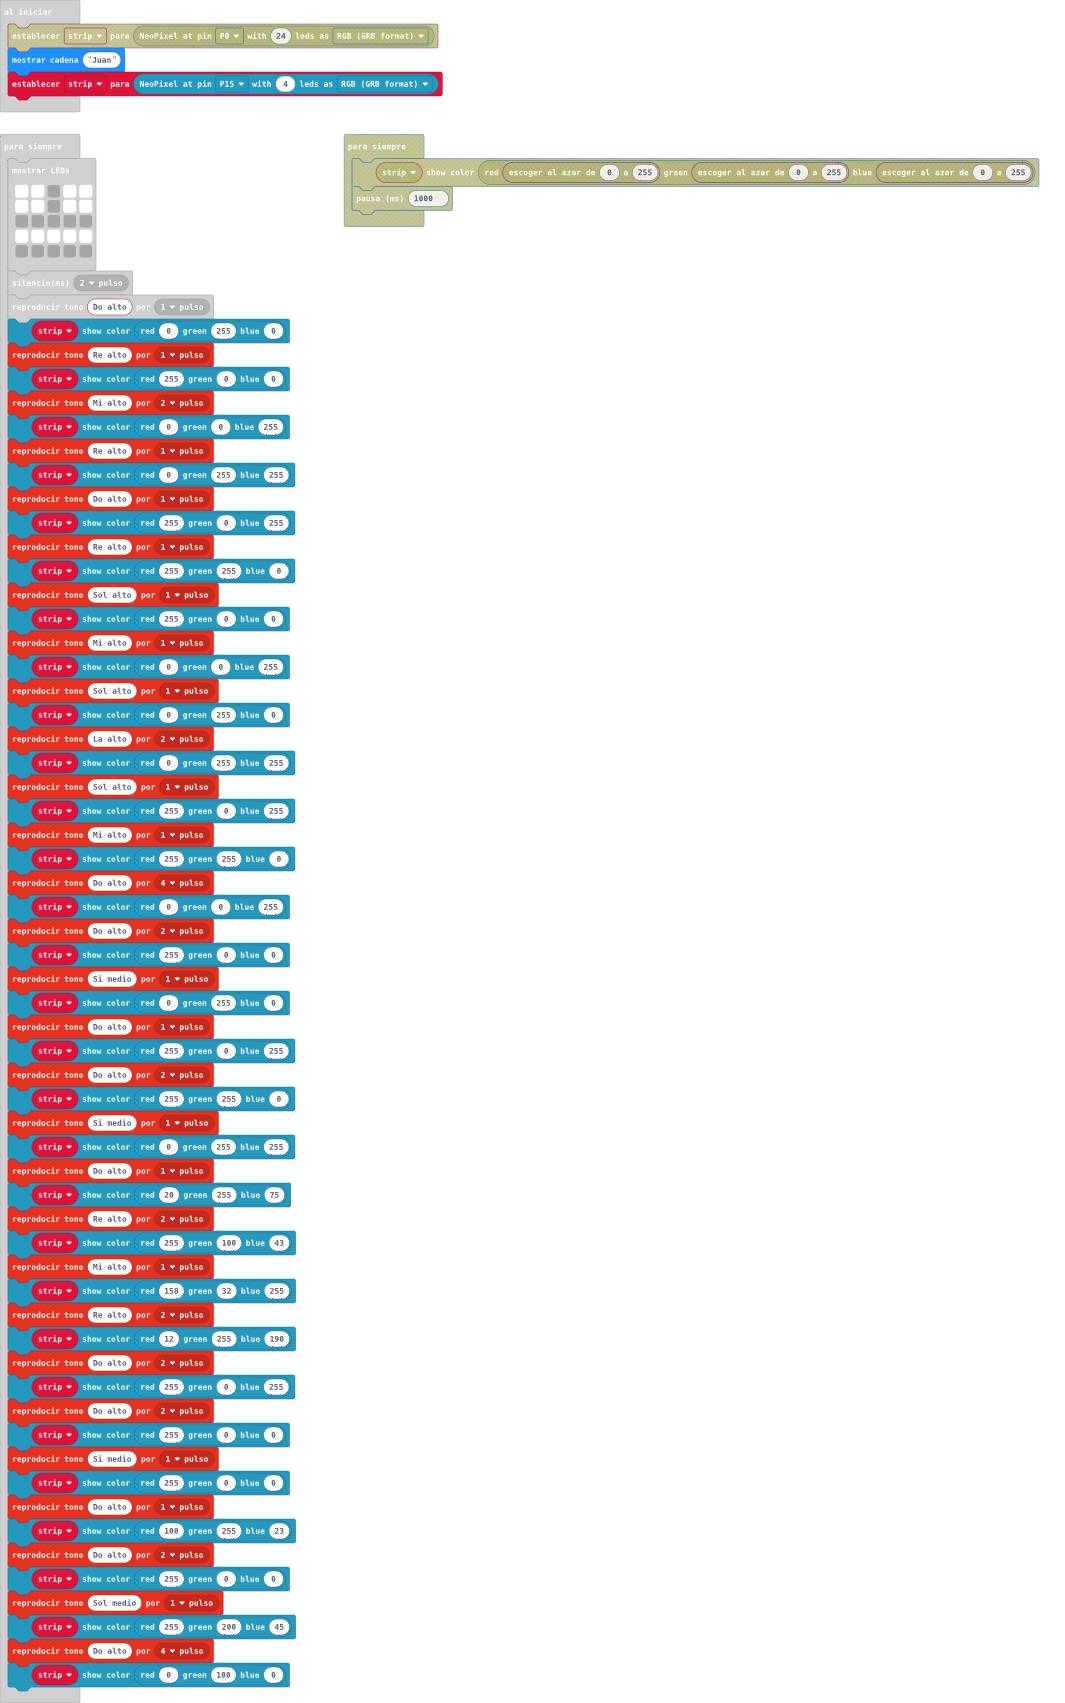 al iniciar
establecer strip para NeoPixel at pin P0 with 24 leds as RGB (GRB format)
mostrar cadena "Juan"
establecer strip para NeoPixel at pin P15 with 4 leds as RGB (GRB format)
para siempre
mostrar LEDs
silencio(ms) 2 pulso
reproducir tono Do alto por 1 pulso
strip show color red 0 green 255 blue 0
reproducir tono Re alto por 1 pulso
strip show color red 255 green 0 blue 0
reproducir tono Mi alto por 2 pulso
strip show color red 0 green 0 blue 255
reproducir tono Re alto por 1 pulso
strip show color red 0 green 255 blue 255
reproducir tono Do alto por 1 pulso
strip show color red 255 green 0 blue 255
reproducir tono Re alto por 1 pulso
strip show color red 255 green 255 blue 0
reproducir tono Sol alto por 1 pulso
strip show color red 255 green 0 blue 0
reproducir tono Mi alto por 1 pulso
strip show color red 0 green 0 blue 255
reproducir tono Sol alto por 1 pulso
strip show color red 0 green 255 blue 0
reproducir tono La alto por 2 pulso
strip show color red 0 green 255 blue 255
reproducir tono Sol alto por 1 pulso
strip show color red 255 green 0 blue 255
reproducir tono Mi alto por 1 pulso
strip show color red 255 green 255 blue 0
reproducir tono Do alto por 4 pulso
strip show color red 0 green 0 blue 255
reproducir tono Do alto por 2 pulso
strip show color red 255 green 0 blue 0
reproducir tono Si medio por 1 pulso
strip show color red 0 green 255 blue 0
reproducir tono Do alto por 1 pulso
strip show color red 255 green 0 blue 255
reproducir tono Do alto por 2 pulso
strip show color red 255 green 255 blue 0
reproducir tono Si medio por 1 pulso
strip show color red 0 green 255 blue 255
reproducir tono Do alto por 1 pulso
strip show color red 20 green 255 blue 75
reproducir tono Re alto por 2 pulso
strip show color red 255 green 100 blue 43
reproducir tono Mi alto por 1 pulso
strip show color red 158 green 32 blue 255
reproducir tono Re alto por 2 pulso
strip show color red 12 green 255 blue 190
reproducir tono Do alto por 2 pulso
strip show color red 255 green 0 blue 255
reproducir tono Do alto por 2 pulso
strip show color red 255 green 0 blue 0
reproducir tono Si medio por 1 pulso
strip show color red 255 green 0 blue 0
reproducir tono Do alto por 1 pulso
strip show color red 100 green 255 blue 23
reproducir tono Do alto por 2 pulso
strip show color red 255 green 0 blue 0
reproducir tono Sol medio por 1 pulso
strip show color red 255 green 200 blue 45
reproducir tono Do alto por 4 pulso
strip show color red 0 green 100 blue 0
para siempre
strip show color red escoger al azar de 0 a 255 green escoger al azar de 0 a 255 blue escoger al azar de 0 a 255
pausa (ms) 1000